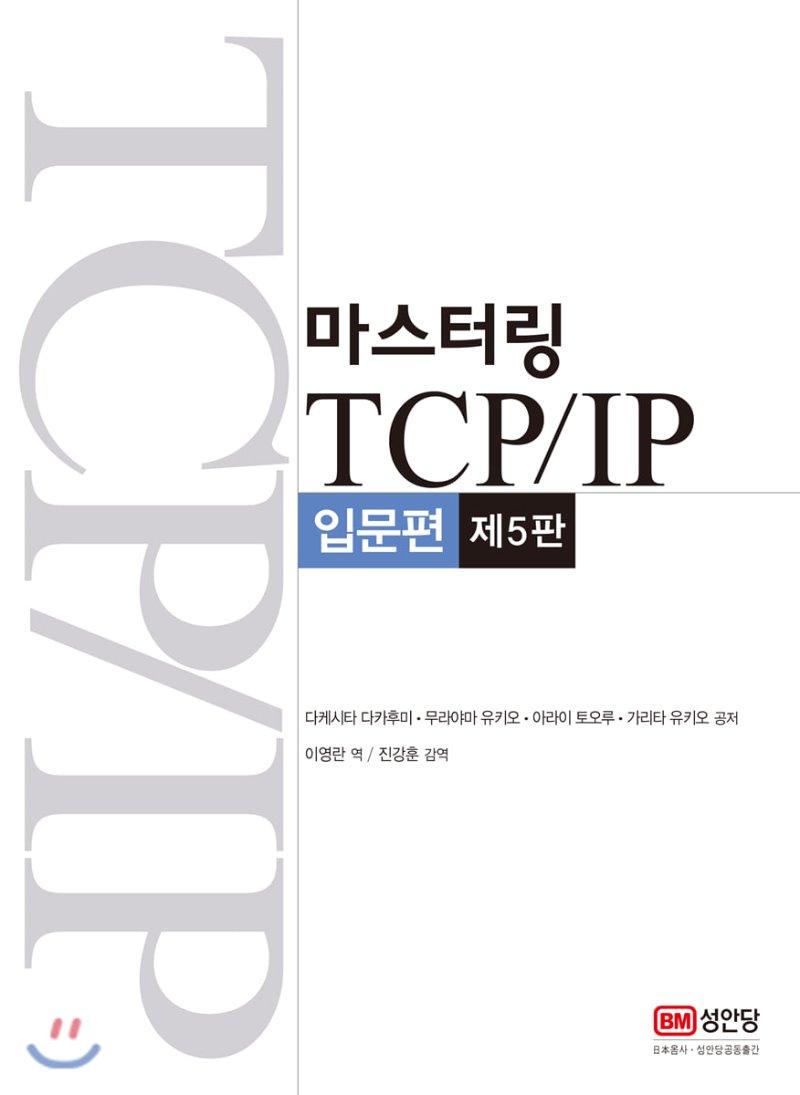 TCP/IP
마스터링
TCP/IP
입문편 제5판
다케시타 다카후미 • 무라야마 유키오 • 아라이 토오루 • 가리타 유키오 공저
이영란 역 / 진강훈 감역
BM 성안당
日本옴사 • 성안당공동출간